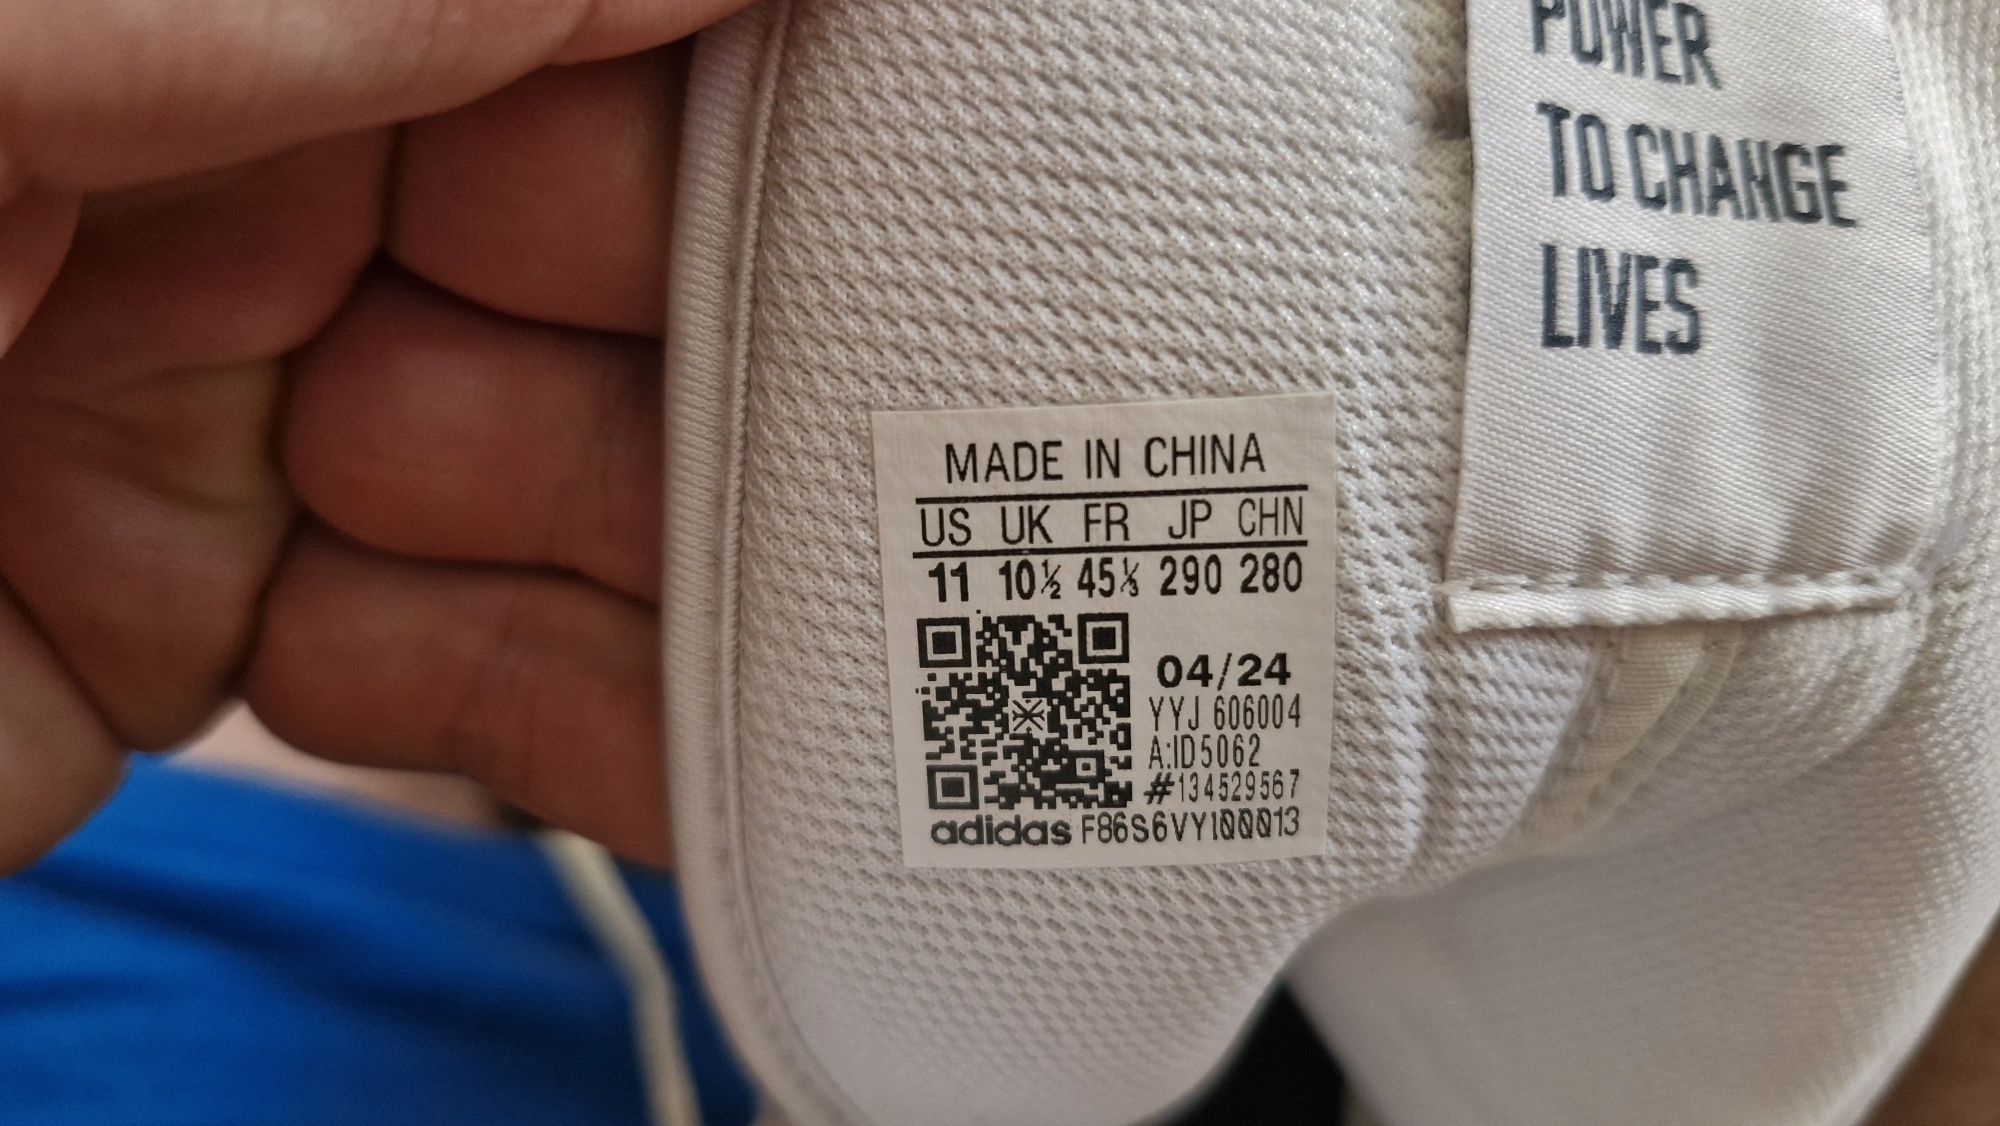 POWER
TO CHANGE
LIVES
MADE IN CHINA
US UK FR JP CHN
11 10½ 45⅓ 290 280
04/24
YYJ 606004
A:ID5062
#134529567
adidas F86S6VY100013